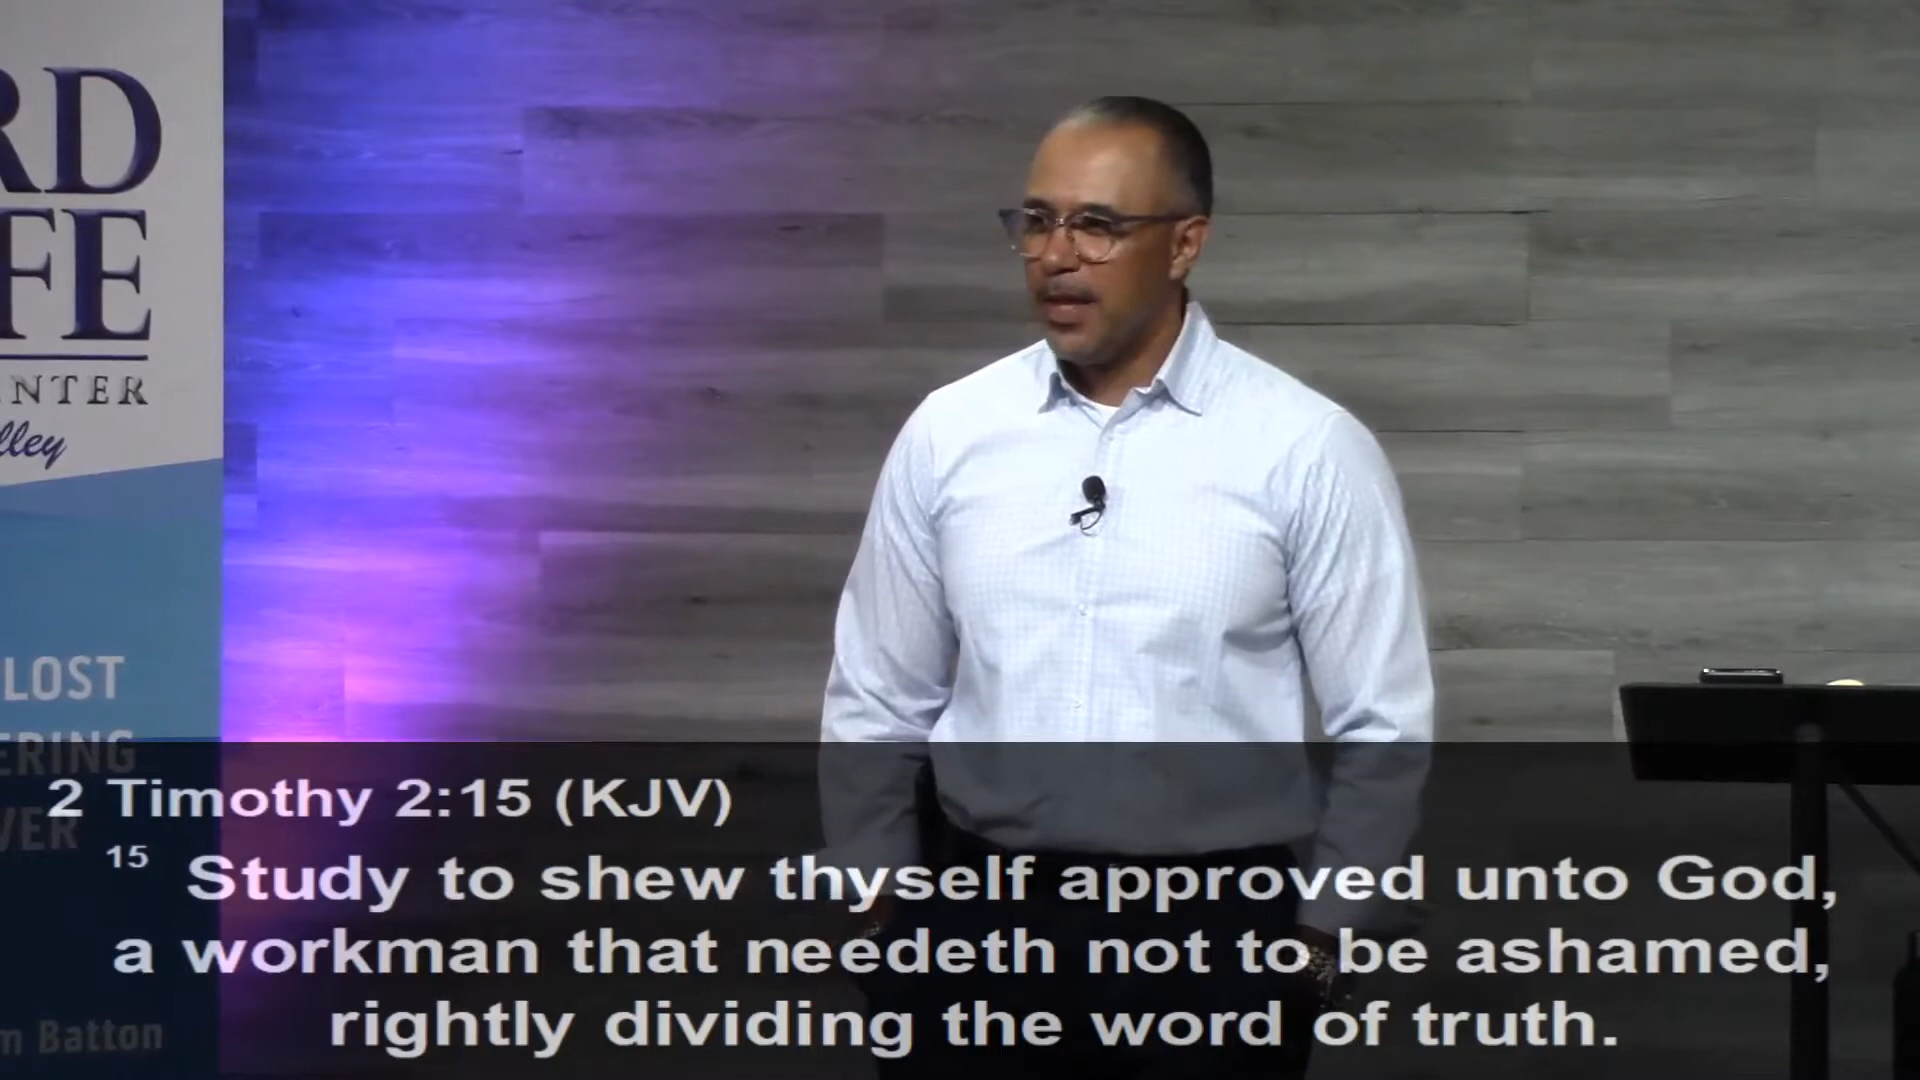 RD
FE
NTER
lley
LOST
ERING
VER
m Batton
2 Timothy 2:15 (KJV)
15 Study to shew thyself approved unto God,
a workman that needeth not to be ashamed,
rightly dividing the word of truth.